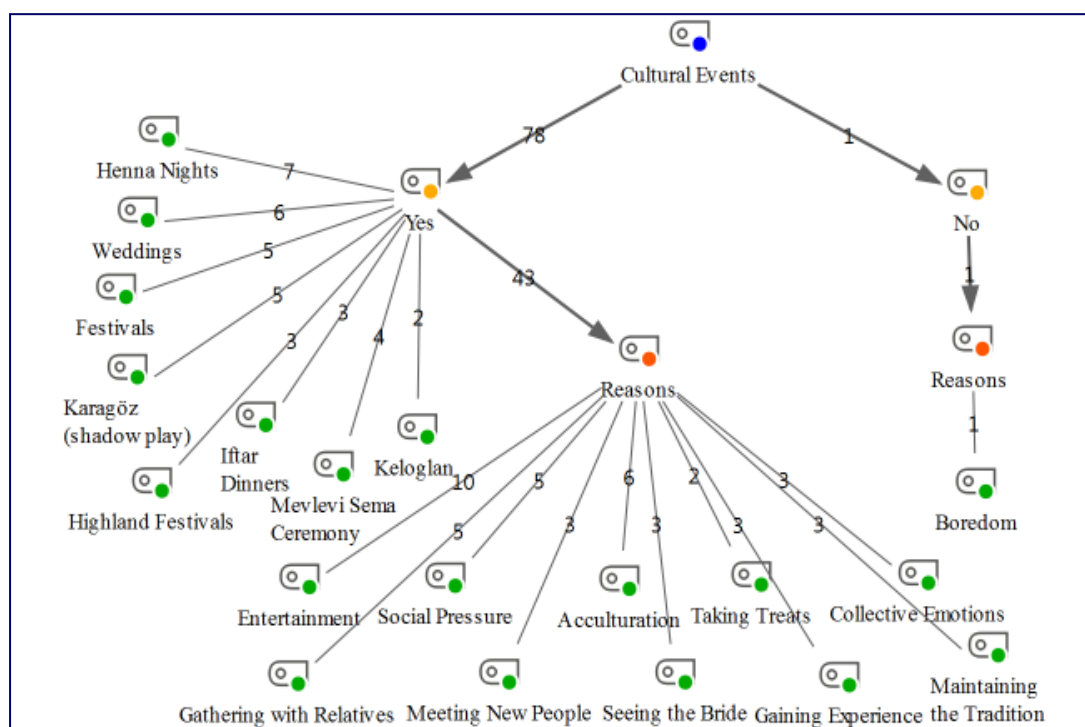 Cultural Events
78
1
Henna Nights
7
Weddings
6
Yes
No
Festivals
5
43
1
Karagöz
(shadow play)
5
3
3
4
2
Reasons
Reasons
Highland Festivals
Iftar
Dinners
Mevlevi Sema
Ceremony
Keloglan
1
Boredom
10
5
6
2
3
5
3
3
3
3
Entertainment
Social Pressure
Acculturation
Taking Treats
Collective Emotions
Gathering with Relatives
Meeting New People
Seeing the Bride
Gaining Experience
Maintaining
the Tradition